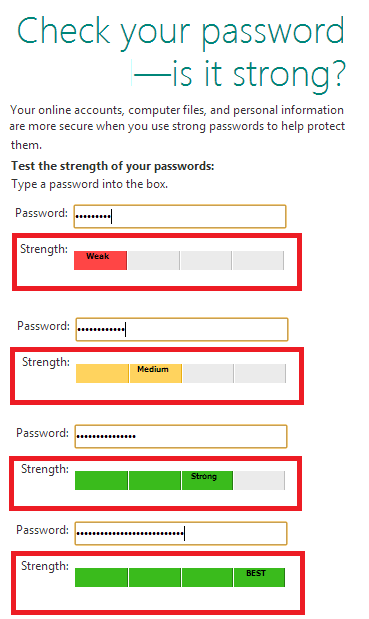 Check your password
—is it strong?
Your online accounts, computer files, and personal information
are more secure when you use strong passwords to help protect
them.
Test the strength of your passwords:
Type a password into the box.
Password: •••••••••
Strength: Weak
Password: ••••••••••••
Strength: Medium
Password: •••••••••••••••
Strength: Strong
Password: •••••••••••••••••••••••••••
Strength: BEST